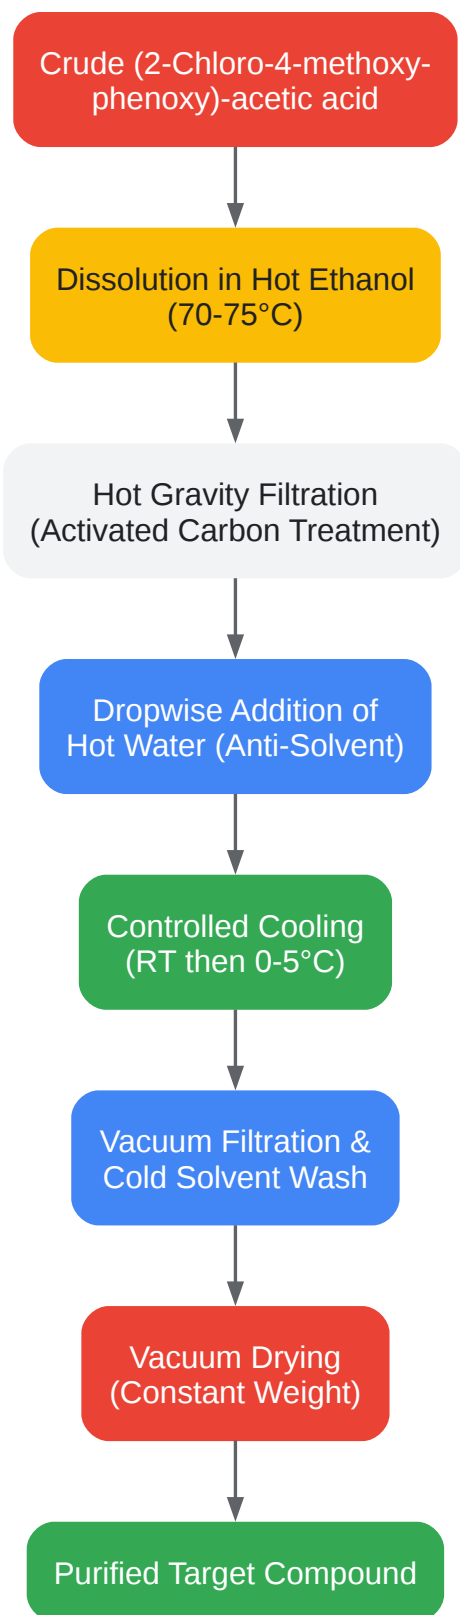 Crude (2-Chloro-4-methoxy-
phenoxy)-acetic acid
Dissolution in Hot Ethanol
(70-75°C)
Hot Gravity Filtration
(Activated Carbon Treatment)
Dropwise Addition of
Hot Water (Anti-Solvent)
Controlled Cooling
(RT then 0-5°C)
Vacuum Filtration &
Cold Solvent Wash
Vacuum Drying
(Constant Weight)
Purified Target Compound